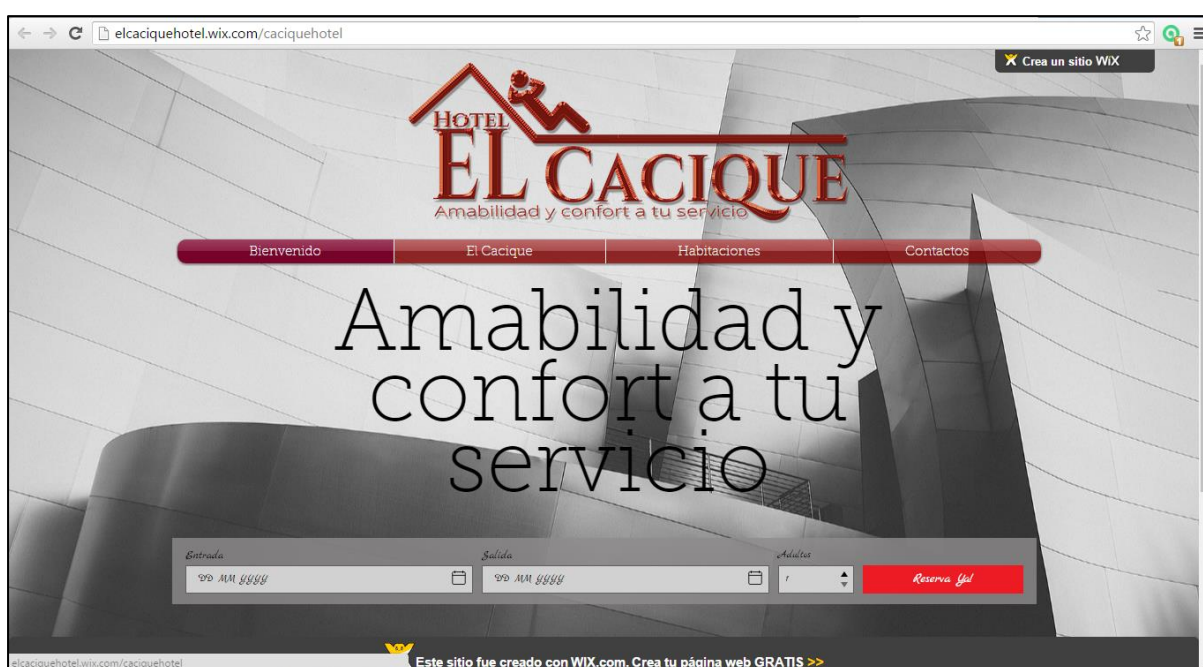 elcaciquehotel.wix.com/caciquehotel
Crea un sitio WiX
HOTEL
EL CACIQUE
Amabilidad y confort a tu servicio
Bienvenido El Cacique Habitaciones Contactos
Amabilidad y
confort a tu
servicio
Entrada Salida Adultos
DD MM YYYY DD MM YYYY 1 Reserva Ya!
elcaciquehotel.wix.com/caciquehotel
Este sitio fue creado con WIX.com. Crea tu página web GRATIS >>